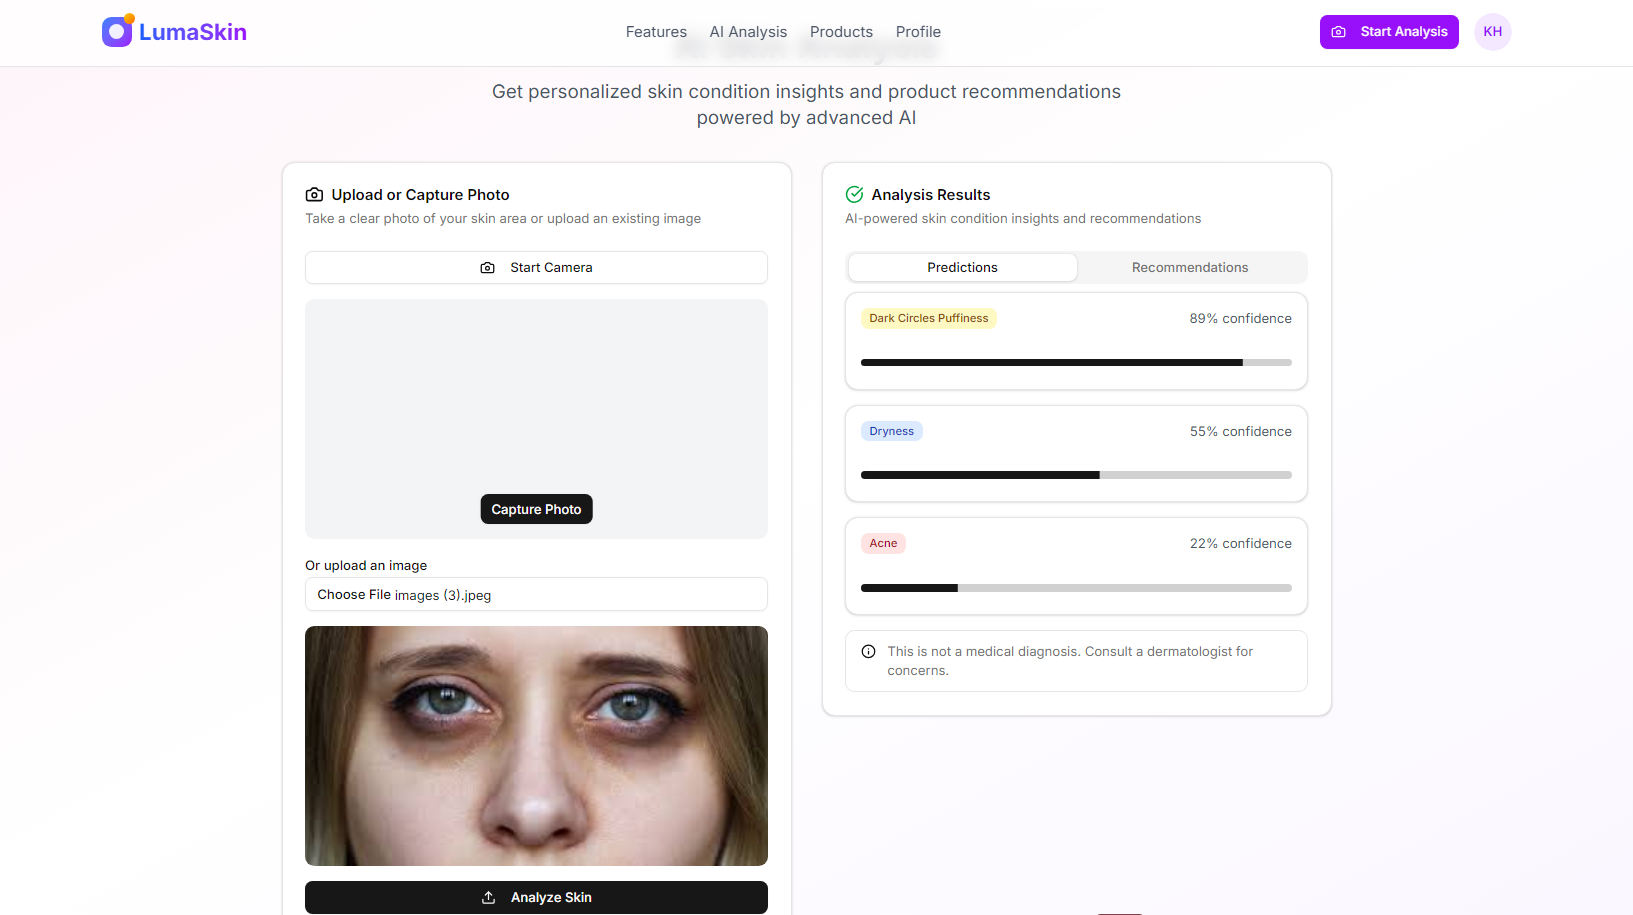 LumaSkin
Features
AI Analysis
Products
Profile
Start Analysis
KH
AI Skin Analysis
Get personalized skin condition insights and product recommendations
powered by advanced AI
Upload or Capture Photo
Take a clear photo of your skin area or upload an existing image
Start Camera
Capture Photo
Or upload an image
Choose File images (3).jpeg
Analyze Skin
Analysis Results
AI-powered skin condition insights and recommendations
Predictions
Recommendations
Dark Circles Puffiness
89% confidence
Dryness
55% confidence
Acne
22% confidence
This is not a medical diagnosis. Consult a dermatologist for
concerns.